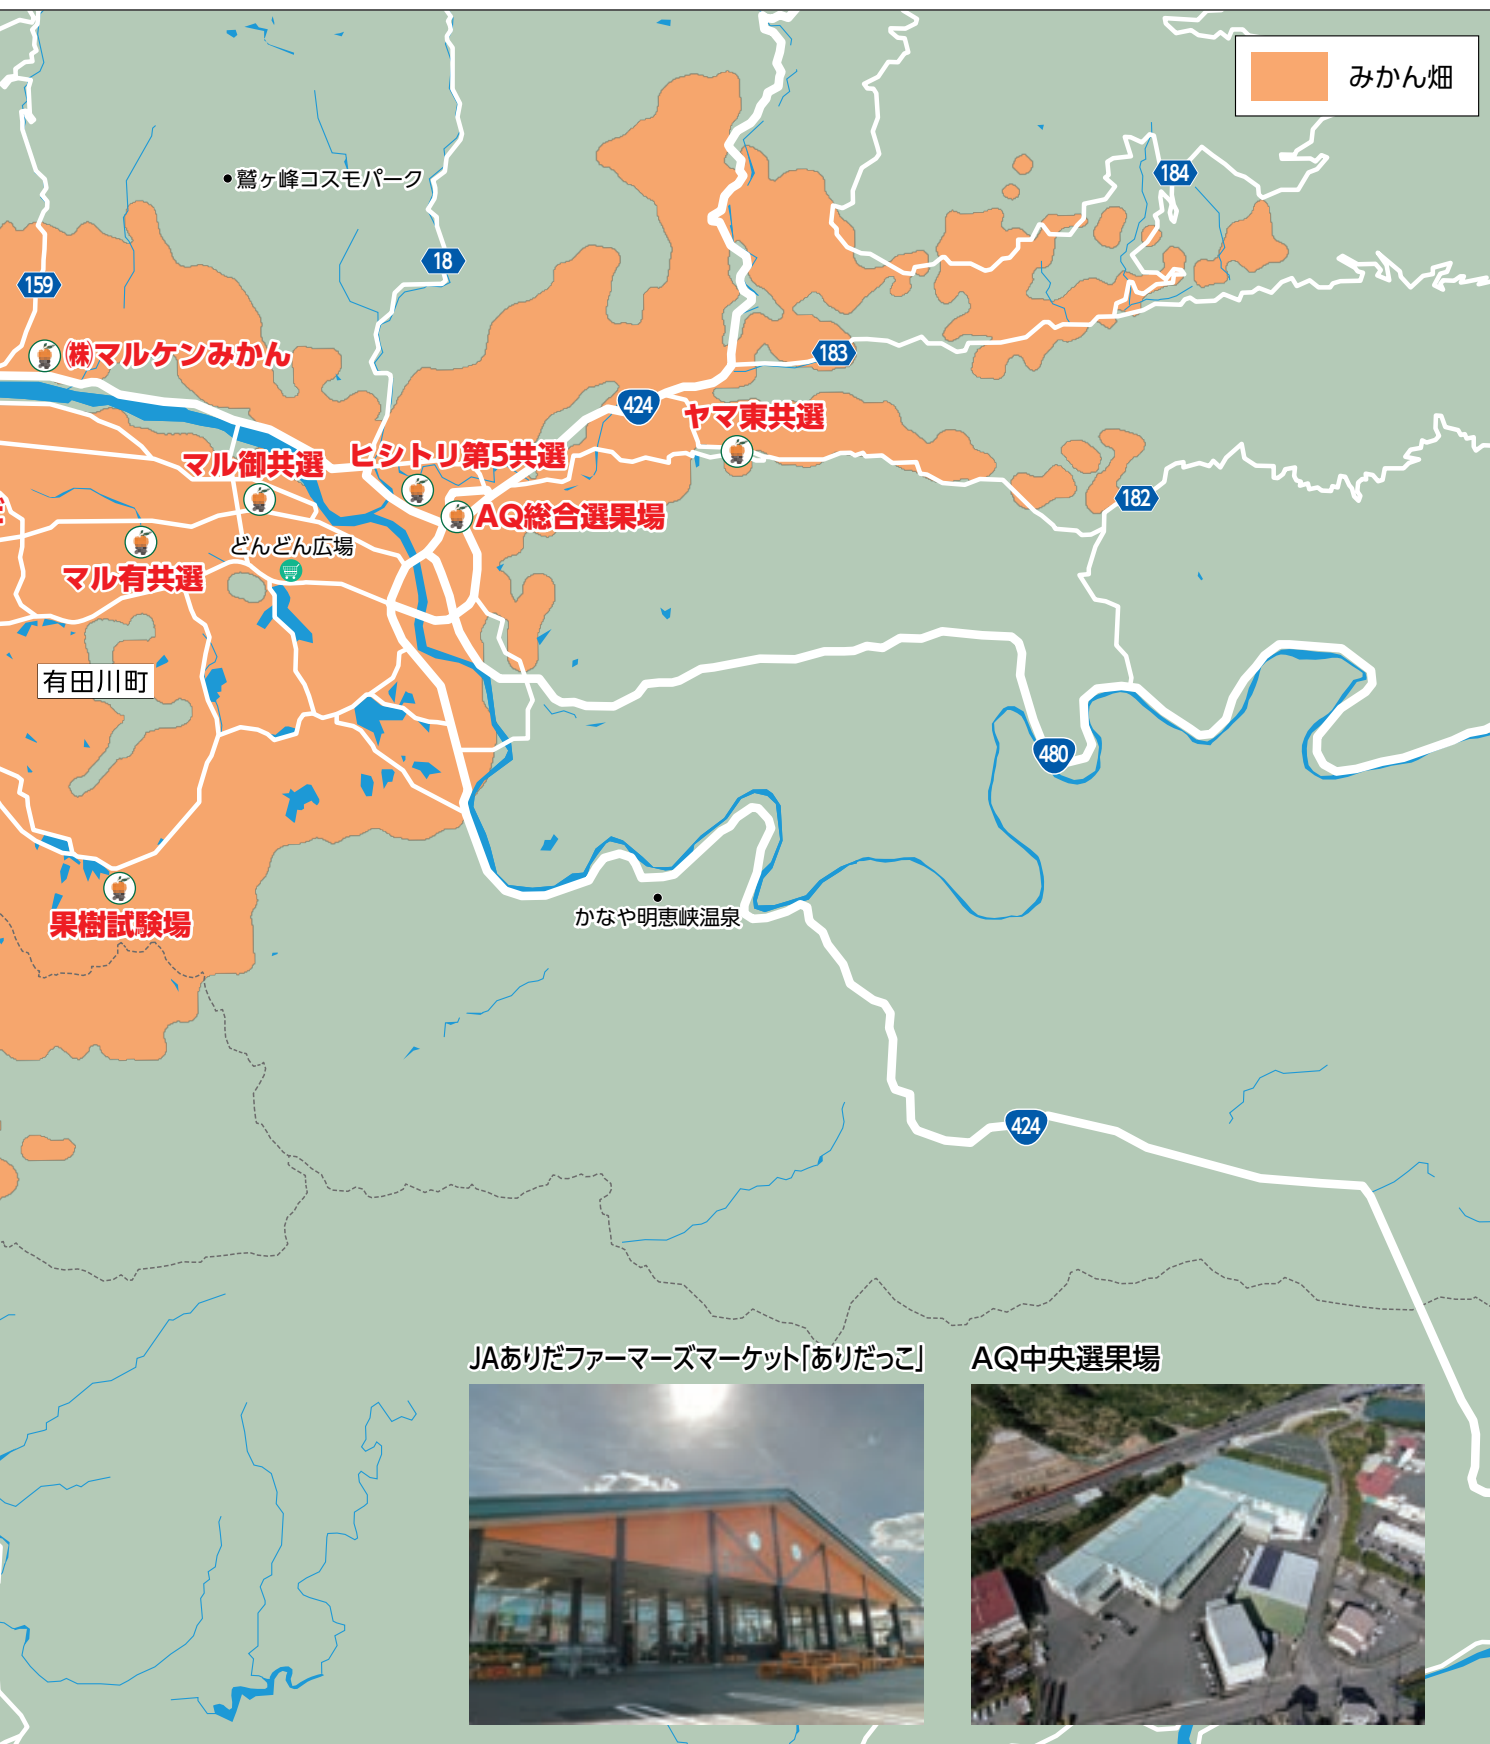 みかん畑
184
鷲ヶ峰コスモパーク
18
159
㈱マルケンみかん
183
424
ヤマ東共選
ヒシトリ第5共選
マル御共選
182
AQ総合選果場
どんどん広場
マル有共選
有田川町
480
果樹試験場
かなや明恵峡温泉
424
JAありだファーマーズマーケット「ありだっこ」
AQ中央選果場